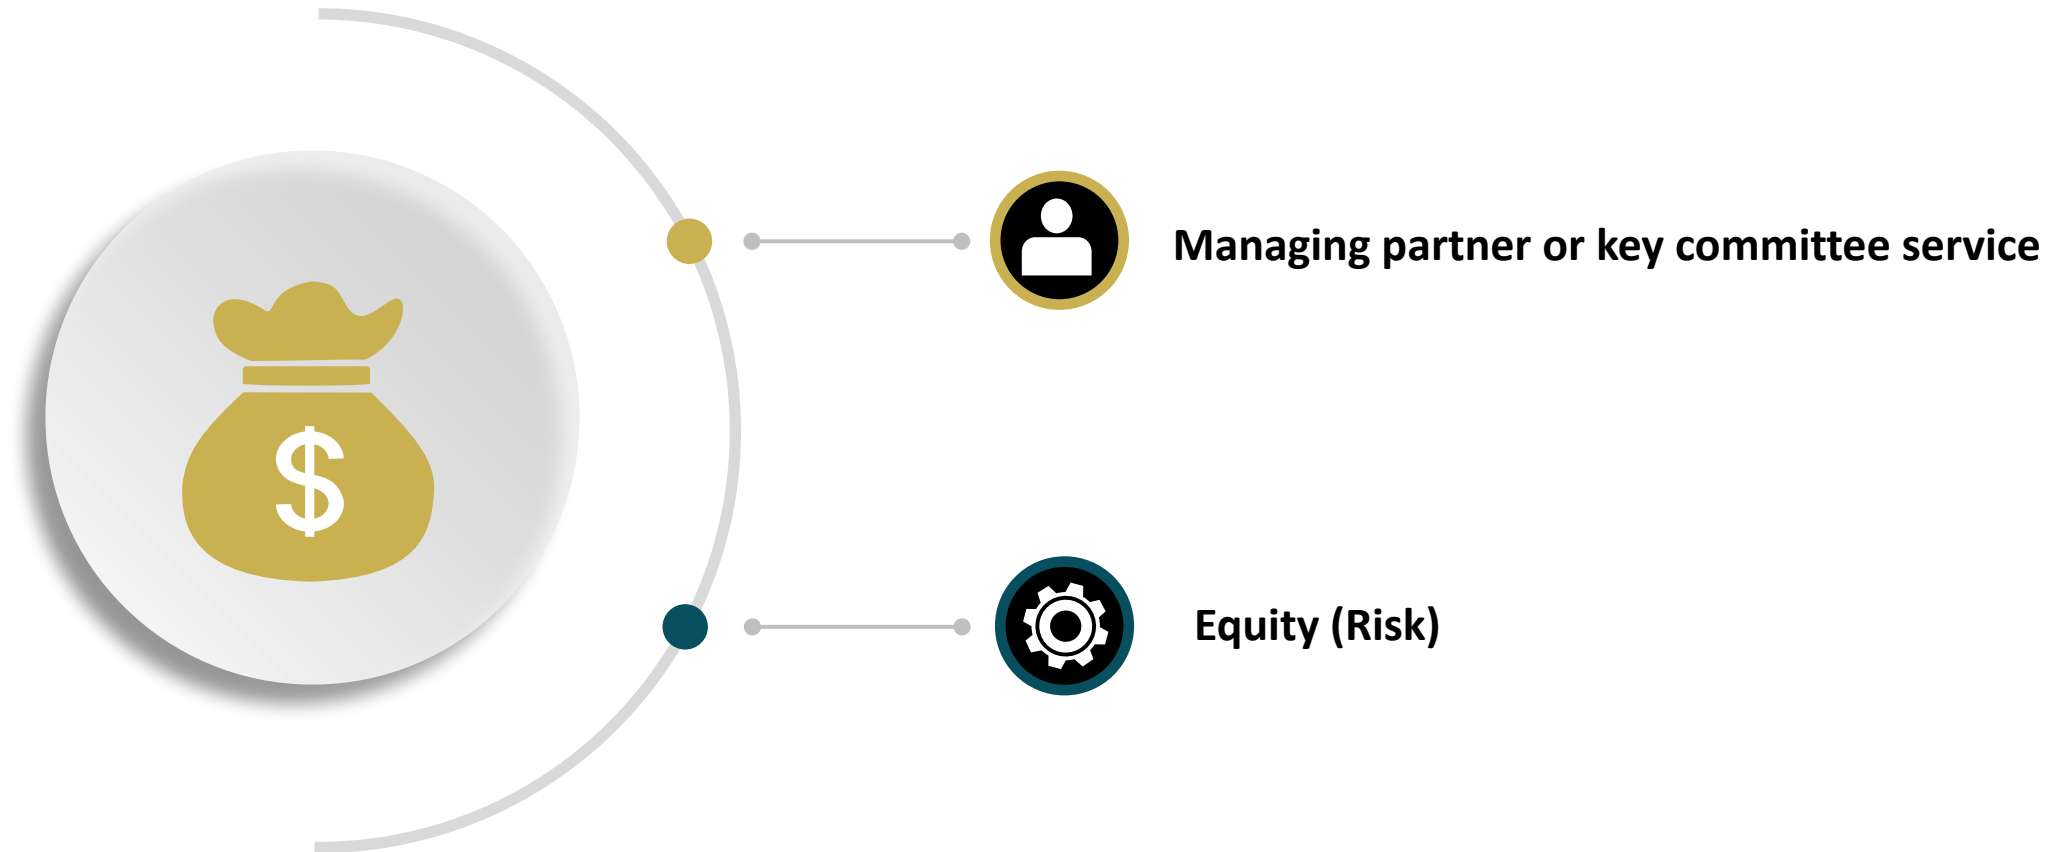 Managing partner or key committee service
$
Equity (Risk)